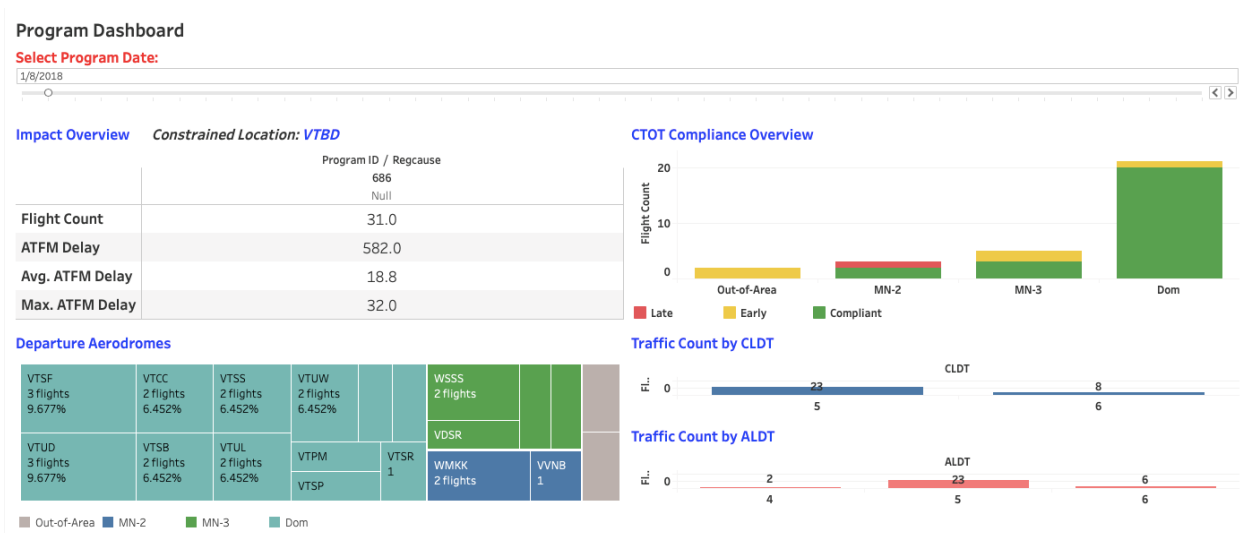 Program Dashboard
Select Program Date:
1/8/2018
Impact Overview Constrained Location: VTBD
Program ID / Regcause
686
Null
Flight Count 31.0
ATFM Delay 582.0
Avg. ATFM Delay 18.8
Max. ATFM Delay 32.0
Departure Aerodromes
VTSF
3 flights
9.677%
VTCC
2 flights
6.452%
VTSS
2 flights
6.452%
VTUW
2 flights
6.452%
VTUD
3 flights
9.677%
VTSB
2 flights
6.452%
VTUL
2 flights
6.452%
VTPM
VTSP
VTSR
1
WSSS
2 flights
VDSR
WMKK
2 flights
VVNB
1
Out-of-Area MN-2 MN-3 Dom
CTOT Compliance Overview
Flight Count
20
10
0
Out-of-Area MN-2 MN-3 Dom
Late Early Compliant
Traffic Count by CLDT
CLDT
Fl..
0
23 8
5 6
Traffic Count by ALDT
ALDT
Fl..
0
2 23 6
4 5 6